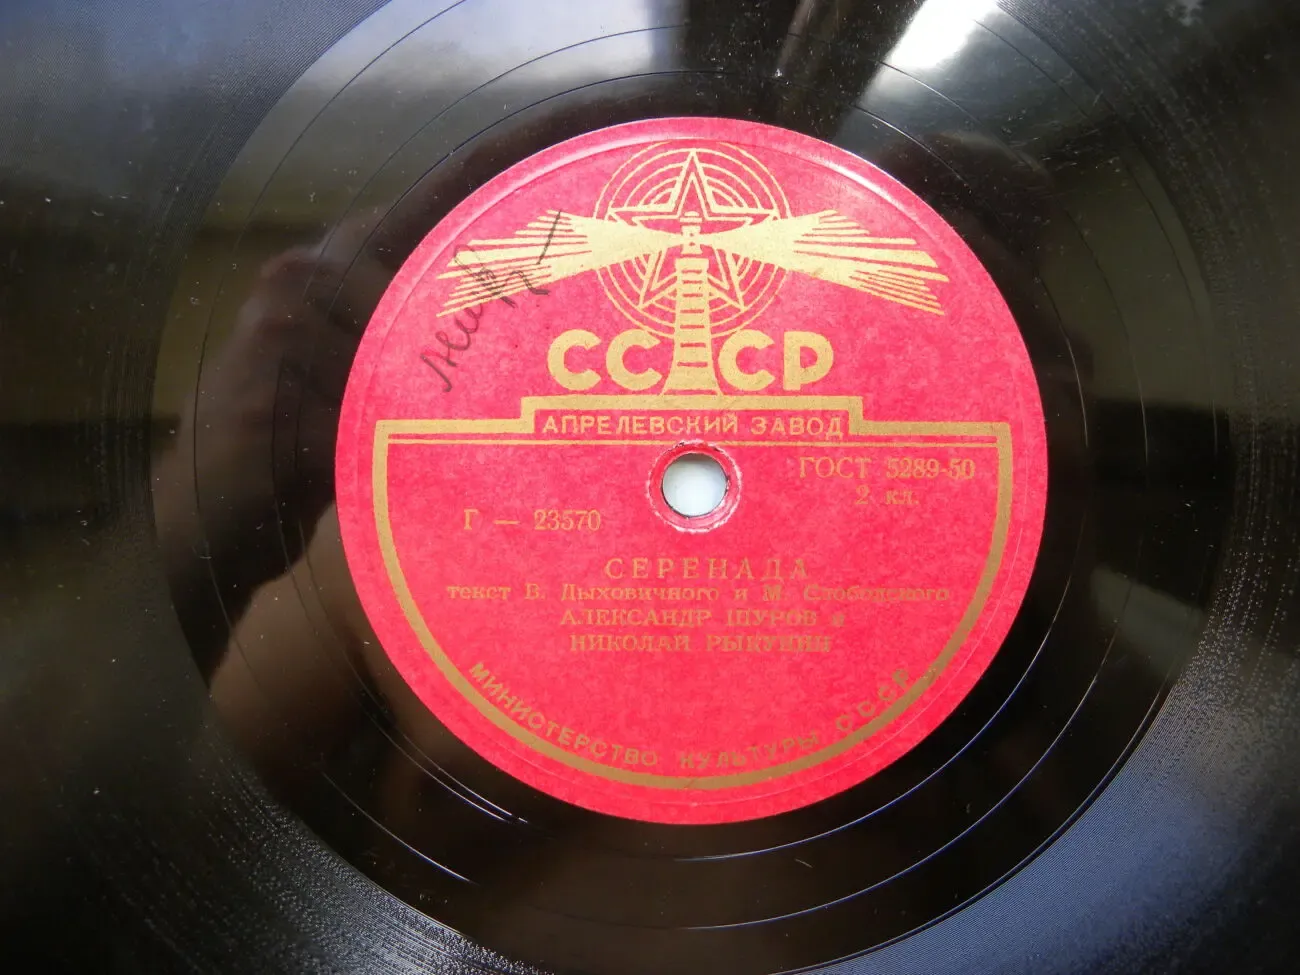 СССР
АПРЕЛЕВСКИЙ ЗАВОД
ГОСТ 5289-50
2 кл.
Г — 23570
СЕРЕНАДА
текст В. Дыховичного и М. Слободского
АЛЕКСАНДР ШУРОВ и
НИКОЛАЙ РЫКУНИН
МИНИСТЕРСТВО КУЛЬТУРЫ СССР